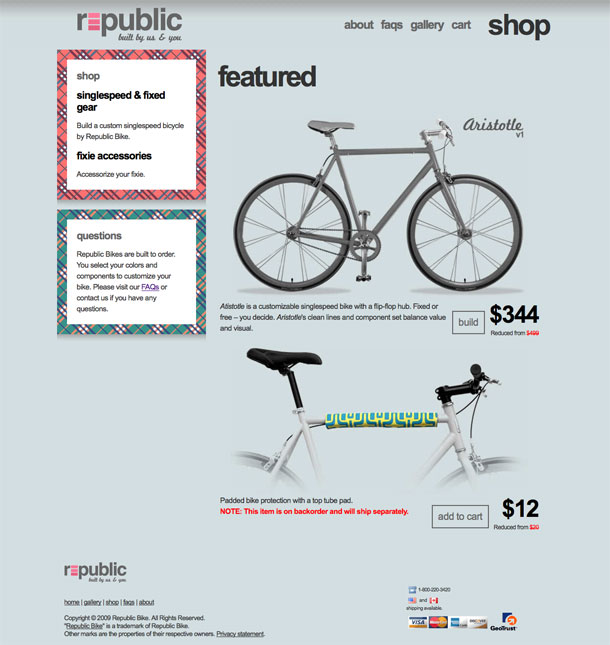 republic
built by us & you
about faqs gallery cart shop
shop
singlespeed & fixed
gear
Build a custom singlespeed bicycle
by Republic Bike.
fixie accessories
Accessorize your fixie.
questions
Republic Bikes are built to order.
You select your colors and
components to customize your
bike. Please visit our FAQs or
contact us if you have any
questions.
featured
Aristotle
v1
Atistotle is a customizable singlespeed bike with a flip-flop hub. Fixed or
free – you decide. Aristotle's clean lines and component set balance value
and visual.
build
$344
Reduced from $499
Padded bike protection with a top tube pad.
NOTE: This item is on backorder and will ship separately.
add to cart
$12
Reduced from $20
republic
built by us & you
home | gallery | shop | faqs | about
Copyright © 2009 Republic Bike. All Rights Reserved.
"Republic Bike" is a trademark of Republic Bike.
Other marks are the properties of their respective owners. Privacy statement.
1-800-220-3420
and
shipping available.
VISA MasterCard
GeoTrust